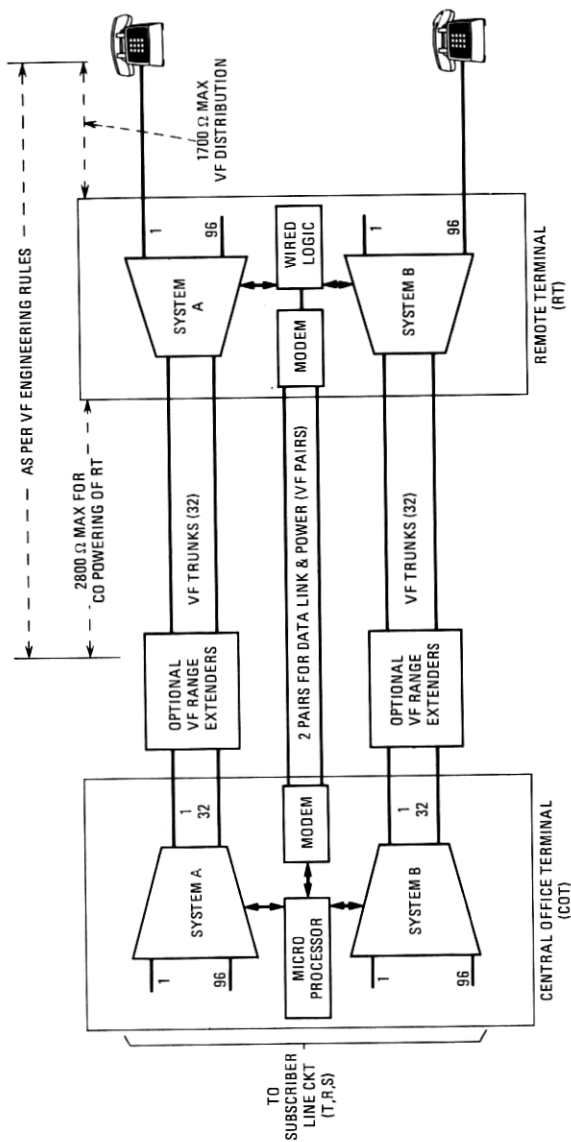 AS PER VF ENGINEERING RULES
2800 Ω MAX FOR
CO POWERING OF RT
1700 Ω MAX
VF DISTRIBUTION
TO
SUBSCRIBER
LINE CKT
(T,R,S)
1
96
SYSTEM A
1
32
OPTIONAL
VF RANGE
EXTENDERS
VF TRUNKS (32)
SYSTEM
A
1
96
MICRO
PROCESSOR
MODEM
2 PAIRS FOR DATA LINK & POWER (VF PAIRS)
MODEM
WIRED
LOGIC
1
96
SYSTEM B
1
32
OPTIONAL
VF RANGE
EXTENDERS
VF TRUNKS (32)
SYSTEM B
1
96
CENTRAL OFFICE TERMINAL
(COT)
REMOTE TERMINAL
(RT)